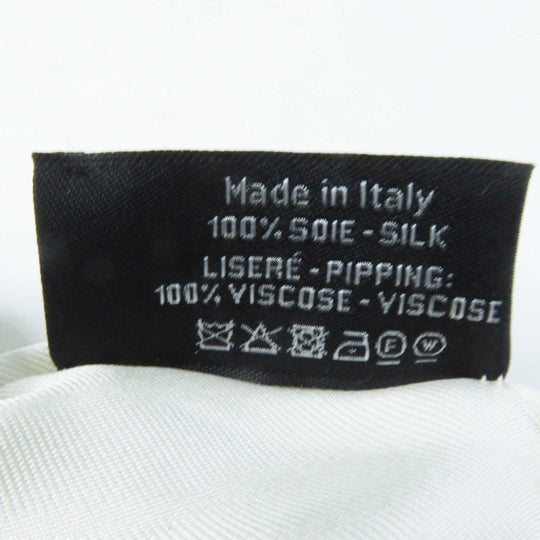 Made in Italy
100% SOIE - SILK
LISERÉ - PIPPING:
100% VISCOSE - VISCOSE
F W